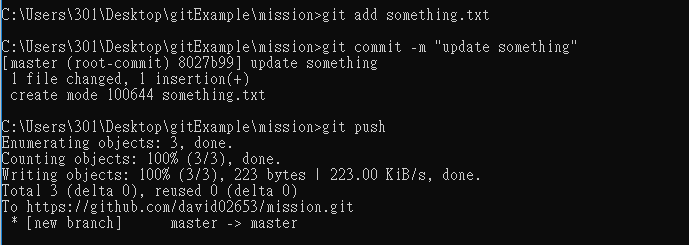 C:\Users\301\Desktop\gitExample\mission>git add something.txt
C:\Users\301\Desktop\gitExample\mission>git commit -m "update something"
[master (root-commit) 8027b99] update something
 1 file changed, 1 insertion(+)
 create mode 100644 something.txt
C:\Users\301\Desktop\gitExample\mission>git push
Enumerating objects: 3, done.
Counting objects: 100% (3/3), done.
Writing objects: 100% (3/3), 223 bytes | 223.00 KiB/s, done.
Total 3 (delta 0), reused 0 (delta 0)
To https://github.com/david02653/mission.git
 * [new branch]      master -> master